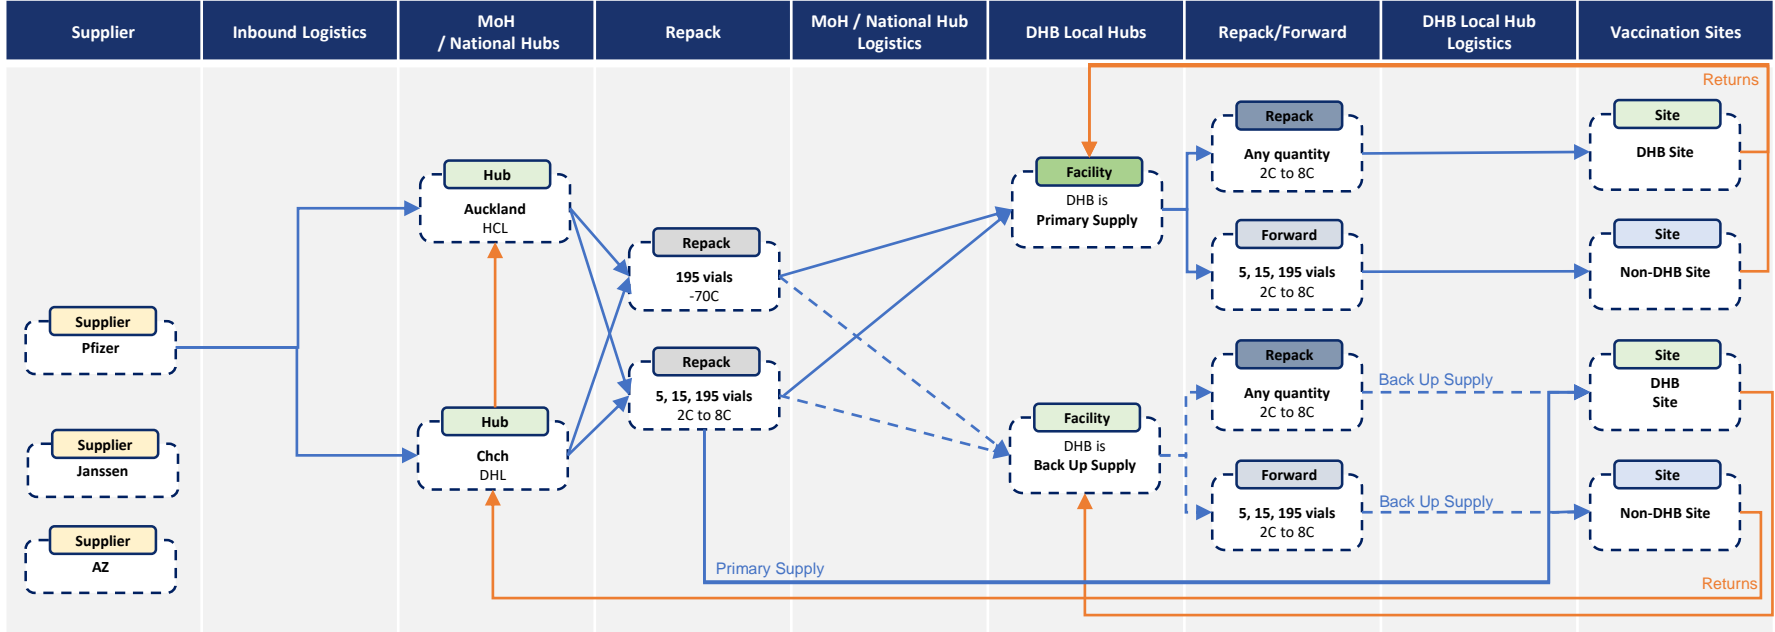 Supplier
Inbound Logistics
MoH
/ National Hubs
Repack
MoH / National Hub
Logistics
DHB Local Hubs
Repack/Forward
DHB Local Hub
Logistics
Vaccination Sites
Supplier
Pfizer
Supplier
Janssen
Supplier
AZ
Hub
Auckland
HCL
Hub
Chch
DHL
Repack
195 vials
-70C
Repack
5, 15, 195 vials
2C to 8C
Primary Supply
Facility
DHB is
Primary Supply
Facility
DHB is
Back Up Supply
Repack
Any quantity
2C to 8C
Forward
5, 15, 195 vials
2C to 8C
Repack
Any quantity
2C to 8C
Forward
5, 15, 195 vials
2C to 8C
Back Up Supply
Back Up Supply
Returns
Site
DHB Site
Site
Non-DHB Site
Site
DHB
Site
Site
Non-DHB Site
Returns